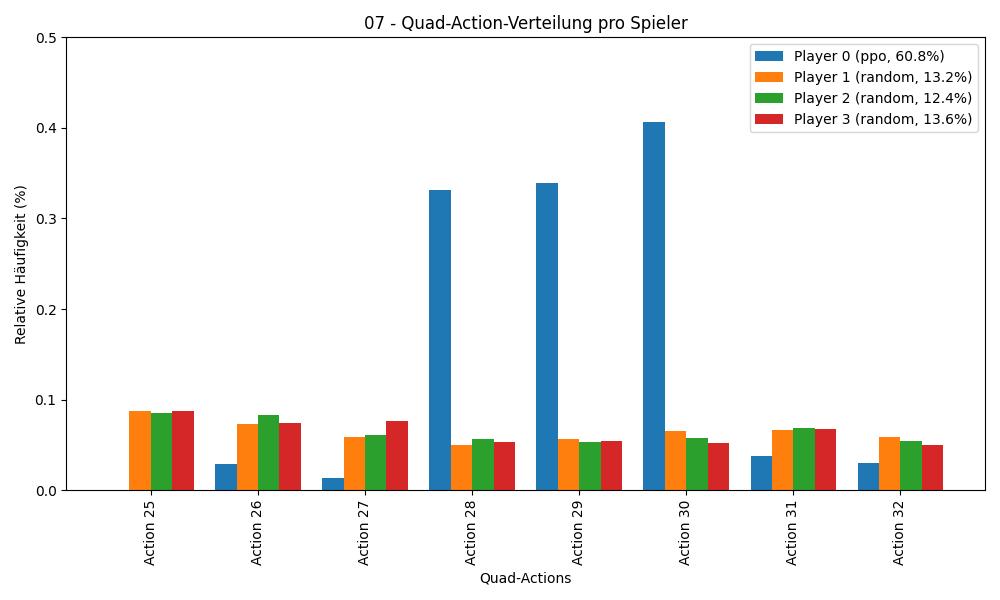 07 - Quad-Action-Verteilung pro Spieler
Player 0 (ppo, 60.8%)
Player 1 (random, 13.2%)
Player 2 (random, 12.4%)
Player 3 (random, 13.6%)
Relative Häufigkeit (%)
0.5
0.4
0.3
0.2
0.1
0.0
Action 25
Action 26
Action 27
Action 28
Action 29
Action 30
Action 31
Action 32
Quad-Actions